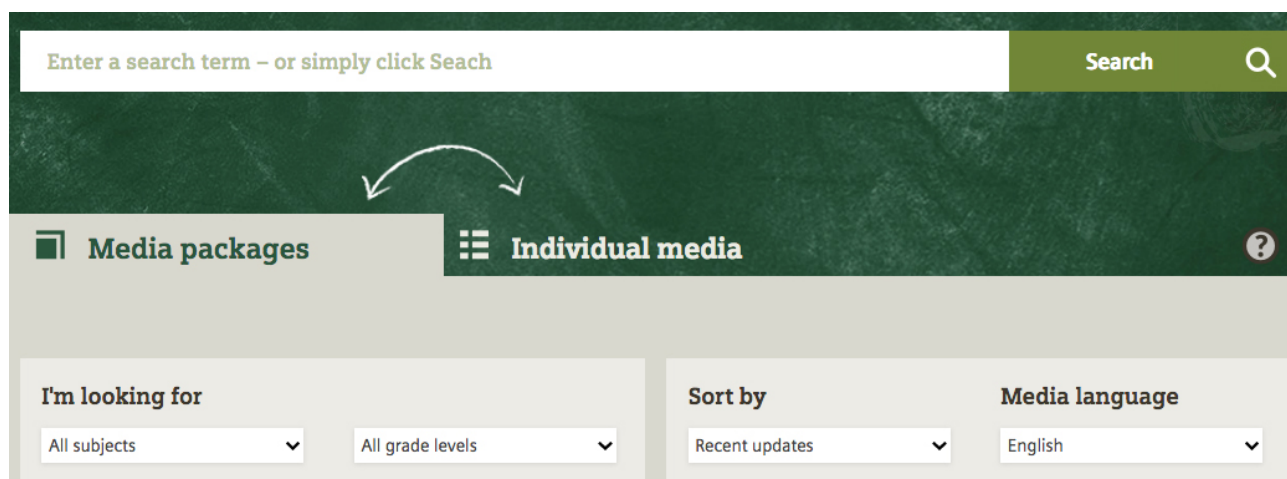 Enter a search term – or simply click Seach
Search
Media packages
Individual media
?
I'm looking for
All subjects
All grade levels
Sort by
Recent updates
Media language
English